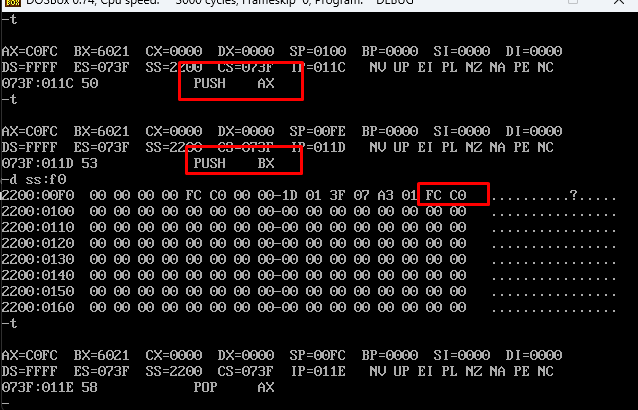 DOSBox 0.74, Cpu speed: 3000 cycles, Frameskip 0, Program: DEBUG
-t
AX=C0FC BX=6021 CX=0000 DX=0000 SP=0100 BP=0000 SI=0000 DI=0000
DS=FFFF ES=073F SS=2200 CS=073F IP=011C NV UP EI PL NZ NA PE NC
073F:011C 50 PUSH AX
-t
AX=C0FC BX=6021 CX=0000 DX=0000 SP=00FE BP=0000 SI=0000 DI=0000
DS=FFFF ES=073F SS=2200 CS=073F IP=011D NV UP EI PL NZ NA PE NC
073F:011D 53 PUSH BX
-d ss:f0
2200:00F0 00 00 00 00 FC C0 00 00-1D 01 3F 07 A3 01 FC C0 ..........?.....
2200:0100 00 00 00 00 00 00 00 00-00 00 00 00 00 00 00 00 ................
2200:0110 00 00 00 00 00 00 00 00-00 00 00 00 00 00 00 00 ................
2200:0120 00 00 00 00 00 00 00 00-00 00 00 00 00 00 00 00 ................
2200:0130 00 00 00 00 00 00 00 00-00 00 00 00 00 00 00 00 ................
2200:0140 00 00 00 00 00 00 00 00-00 00 00 00 00 00 00 00 ................
2200:0150 00 00 00 00 00 00 00 00-00 00 00 00 00 00 00 00 ................
2200:0160 00 00 00 00 00 00 00 00-00 00 00 00 00 00 00 00 ................
-t
AX=C0FC BX=6021 CX=0000 DX=0000 SP=00FC BP=0000 SI=0000 DI=0000
DS=FFFF ES=073F SS=2200 CS=073F IP=011E NV UP EI PL NZ NA PE NC
073F:011E 58 POP AX
-